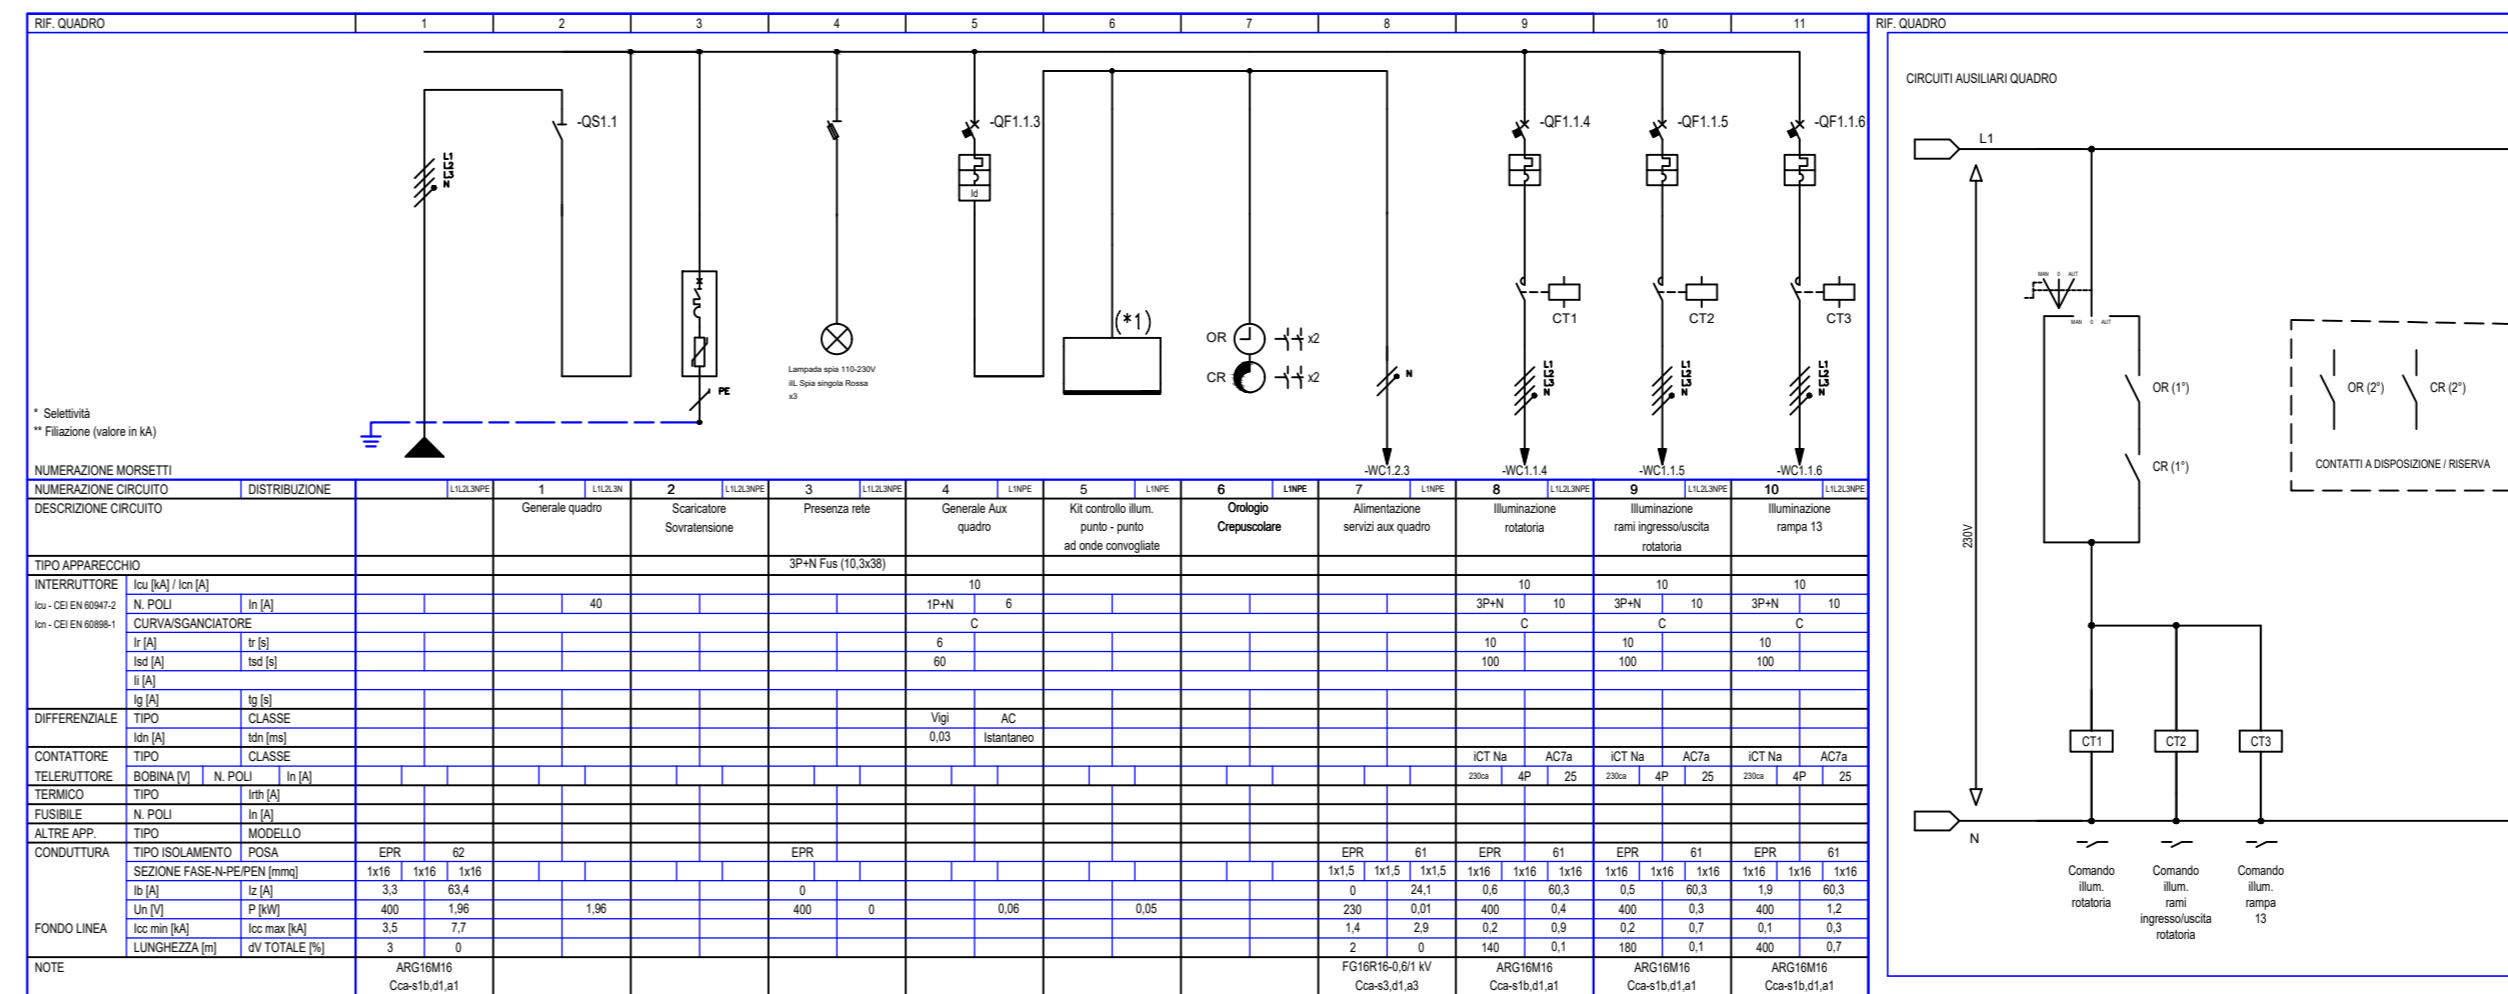 RIF. QUADRO 1 2 3 4 5 6 7 8 9 10 11
-QS1.1
-QF1.1.3
-QF1.1.4
-QF1.1.5
-QF1.1.6
L1
L2
L3
N
Id
PE
Lampada spia 110-230V
iIL Spia singola Rossa
x3
(*1)
OR x2
CR x2
N
CT1
CT2
CT3
L1
L2
L3
N
L1
L2
L3
N
L1
L2
L3
N
* Selettività
** Filiazione (valore in kA)
NUMERAZIONE MORSETTI -WC1.2.3 -WC1.1.4 -WC1.1.5 -WC1.1.6
NUMERAZIONE CIRCUITO DISTRIBUZIONE L1L2L3NPE 1 L1L2L3N 2 L1L2L3NPE 3 L1L2L3NPE 4 L1NPE 5 L1NPE 6 L1NPE 7 L1NPE 8 L1L2L3NPE 9 L1L2L3NPE 10 L1L2L3NPE
DESCRIZIONE CIRCUITO Generale quadro Scaricatore Presenza rete Generale Aux Kit controllo illum. Orologio Alimentazione Illuminazione Illuminazione Illuminazione
Sovratensione quadro punto - punto Crepuscolare servizi aux quadro rotatoria rami ingresso/uscita rampa 13
ad onde convogliate rotatoria
TIPO APPARECCHIO 3P+N Fus (10,3x38)
INTERRUTTORE Icu [kA] / Icn [A] 10 10 10 10
Icu - CEI EN 60947-2 N. POLI In [A] 40 1P+N 6 3P+N 10 3P+N 10 3P+N 10
Icn - CEI EN 60898-1 CURVA/SGANCIATORE C C C C
Ir [A] tr [s] 6 10 10 10
Isd [A] tsd [s] 60 100 100 100
Ii [A]
Ig [A] tg [s]
DIFFERENZIALE TIPO CLASSE Vigi AC
Idn [A] tdn [ms] 0,03 Istantaneo
CONTATTORE TIPO CLASSE iCT Na AC7a iCT Na AC7a iCT Na AC7a
TELERUTTORE BOBINA [V] N. POLI In [A] 230ca 4P 25 230ca 4P 25 230ca 4P 25
TERMICO TIPO Irth [A]
FUSIBILE N. POLI In [A]
ALTRE APP. TIPO MODELLO
CONDUTTURA TIPO ISOLAMENTO POSA EPR 62 EPR EPR 61 EPR 61 EPR 61 EPR 61
SEZIONE FASE-N-PE/PEN [mmq] 1x16 1x16 1x16 1x1,5 1x1,5 1x1,5 1x16 1x16 1x16 1x16 1x16 1x16 1x16 1x16 1x16
Ib [A] Iz [A] 3,3 63,4 0 0 24,1 0,6 60,3 0,5 60,3 1,9 60,3
Un [V] P [kW] 400 1,96 1,96 400 0 0,06 0,05 230 0,01 400 0,4 400 0,3 400 1,2
FONDO LINEA Icc min [kA] Icc max [kA] 3,5 7,7 1,4 2,9 0,2 0,9 0,2 0,7 0,1 0,3
LUNGHEZZA [m] dV TOTALE [%] 3 0 2 0 140 0,1 180 0,1 400 0,7
NOTE ARG16M16 FG16R16-0,6/1 kV ARG16M16 ARG16M16 ARG16M16
Cca-s1b,d1,a1 Cca-s3,d1,a3 Cca-s1b,d1,a1 Cca-s1b,d1,a1 Cca-s1b,d1,a1
RIF. QUADRO
CIRCUITI AUSILIARI QUADRO
L1
MAN 0 AUT
MAN 0 AUT
OR (1°)
CR (1°)
OR (2°) CR (2°)
CONTATTI A DISPOSIZIONE / RISERVA
230V
CT1 CT2 CT3
N
Comando
illum.
rotatoria
Comando
illum.
rami
ingresso/uscita
rotatoria
Comando
illum.
rampa
13